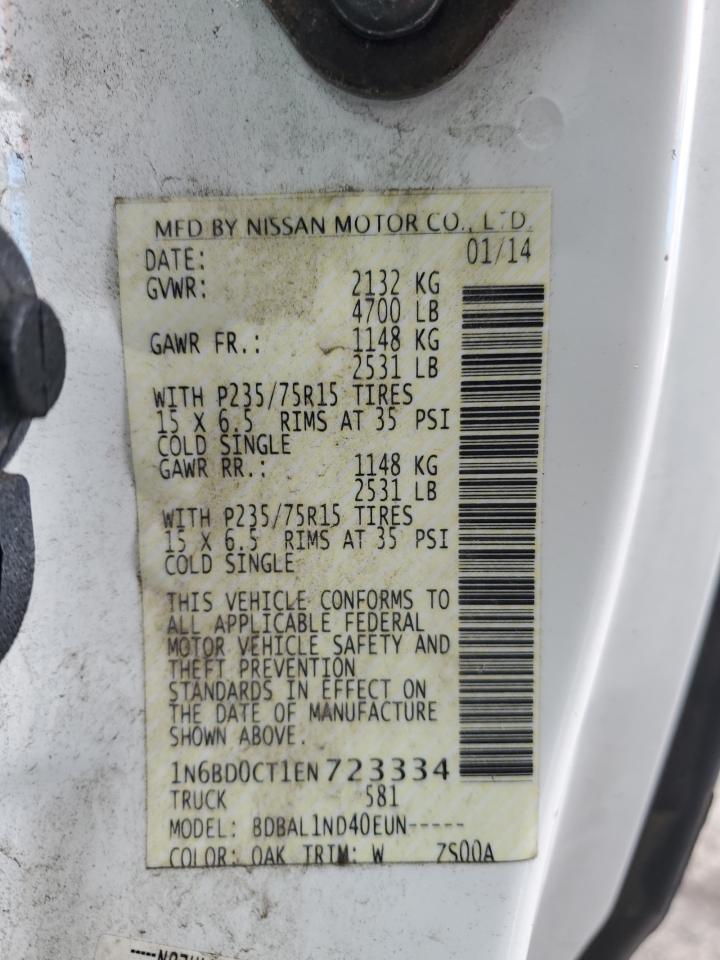 MFD BY NISSAN MOTOR CO., LTD.
DATE: 01/14
GVWR: 2132 KG
4700 LB
GAWR FR.: 1148 KG
2531 LB
WITH P235/75R15 TIRES
15 X 6.5 RIMS AT 35 PSI
COLD SINGLE
GAWR RR.: 1148 KG
2531 LB
WITH P235/75R15 TIRES
15 X 6.5 RIMS AT 35 PSI
COLD SINGLE
THIS VEHICLE CONFORMS TO
ALL APPLICABLE FEDERAL
MOTOR VEHICLE SAFETY AND
THEFT PREVENTION
STANDARDS IN EFFECT ON
THE DATE OF MANUFACTURE
SHOWN ABOVE.
1N6BD0CT1EN723334
TRUCK 581
MODEL: BDBAL1ND40EUN-----
COLOR: QAK TRIM: W ZS00A